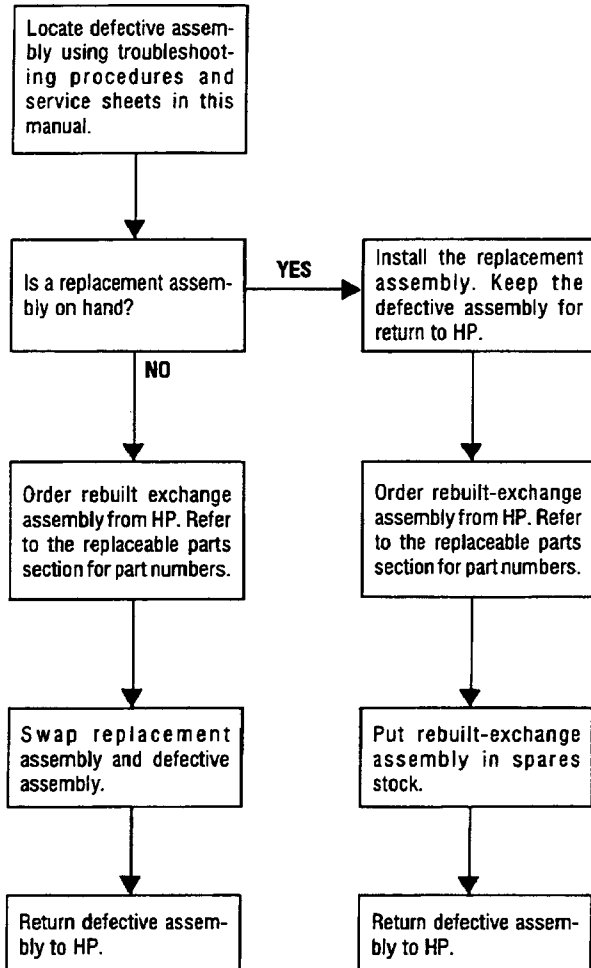 Locate defective assem-
bly using troubleshoot-
ing procedures and
service sheets in this
manual.
Is a replacement assem-
bly on hand?
YES
Install the replacement
assembly. Keep the
defective assembly for
return to HP.
NO
Order rebuilt exchange
assembly from HP. Refer
to the replaceable parts
section for part numbers.
Order rebuilt-exchange
assembly from HP. Refer
to the replaceable parts
section for part numbers.
Swap replacement
assembly and defective
assembly.
Put rebuilt-exchange
assembly in spares
stock.
Return defective assem-
bly to HP.
Return defective assem-
bly to HP.